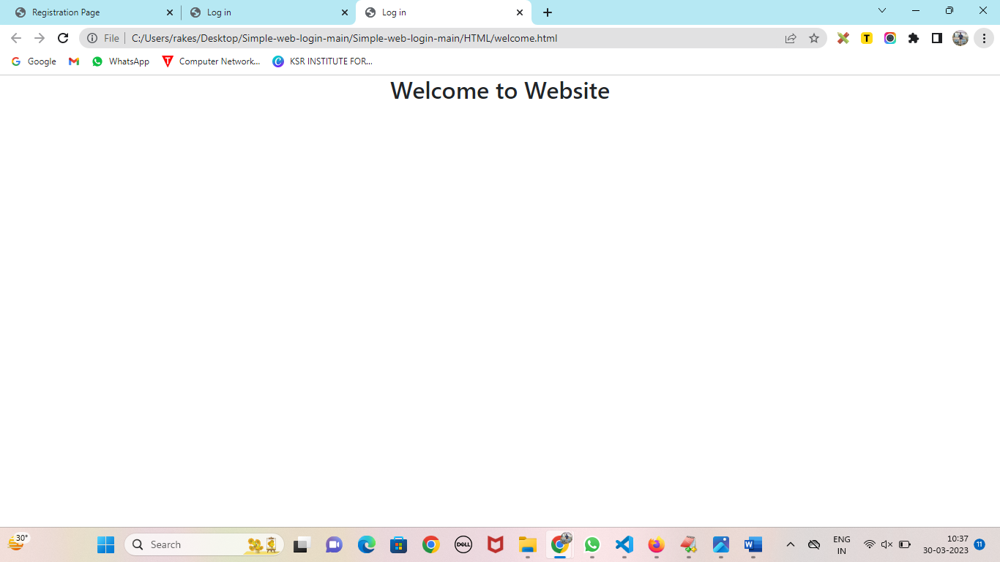 Registration Page
Log in
Log in
File
C:/Users/rakes/Desktop/Simple-web-login-main/Simple-web-login-main/HTML/welcome.html
T
G Google
WhatsApp
T Computer Network...
C KSR INSTITUTE FOR...
Welcome to Website
30°
Search
DELL
W
ENG
IN
10:37
30-03-2023
11